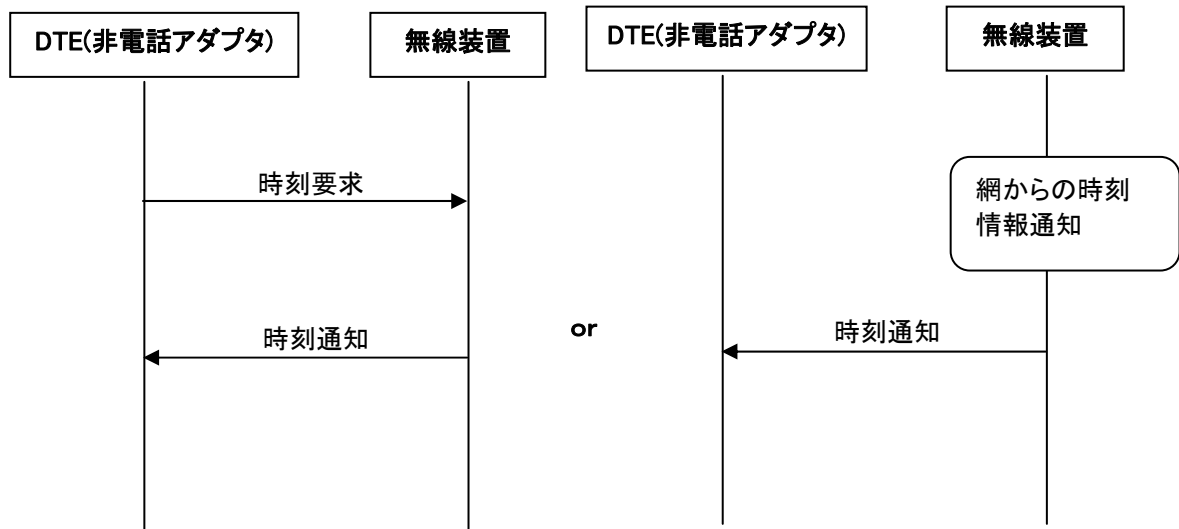 DTE(非電話アダプタ)
無線装置
時刻要求
時刻通知
or
DTE(非電話アダプタ)
無線装置
網からの時刻
情報通知
時刻通知